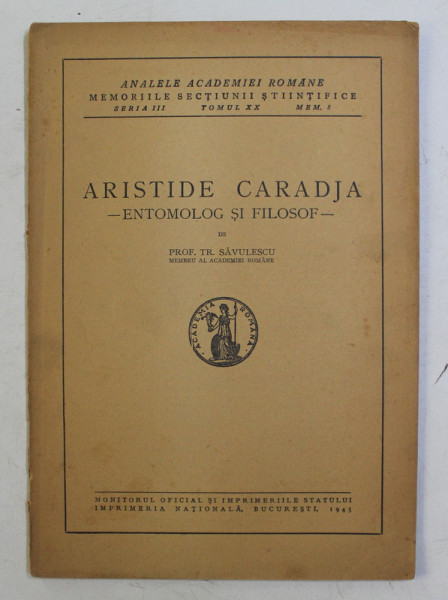 ANALELE ACADEMIEI ROMÂNE
MEMORIILE SECȚIUNII ȘTIINȚIFICE
SERIA III TOMUL XX MEM. 8
ARISTIDE CARADJA
—ENTOMOLOG ȘI FILOSOF—
DE
PROF. TR. SĂVULESCU
MEMBRU AL ACADEMIEI ROMÂNE
ACADEMIA ROMANA
MONITORUL OFICIAL ȘI IMPRIMERIILE STATULUI
IMPRIMERIA NAȚIONALĂ, BUCUREȘTI, 1945